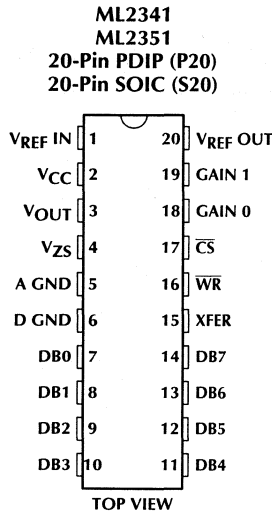 ML2341
ML2351
20-Pin PDIP (P20)
20-Pin SOIC (S20)
VREF IN 1 20 VREF OUT
VCC 2 19 GAIN 1
VOUT 3 18 GAIN 0
VZS 4 17 C̅S̅
A GND 5 16 W̅R̅
D GND 6 15 XFER
DB0 7 14 DB7
DB1 8 13 DB6
DB2 9 12 DB5
DB3 10 11 DB4
TOP VIEW